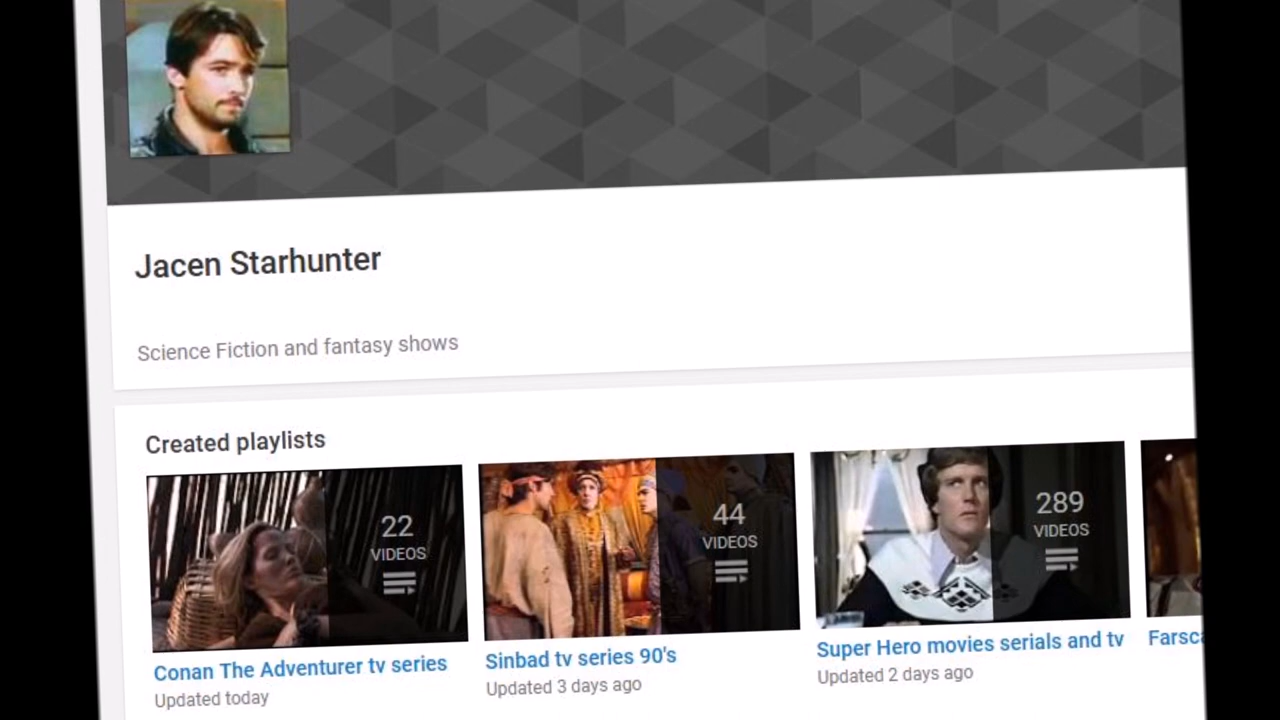 Jacen Starhunter
Science Fiction and fantasy shows
Created playlists
22
VIDEOS
44
VIDEOS
289
VIDEOS
Conan The Adventurer tv series
Updated today
Sinbad tv series 90's
Updated 3 days ago
Super Hero movies serials and tv
Updated 2 days ago